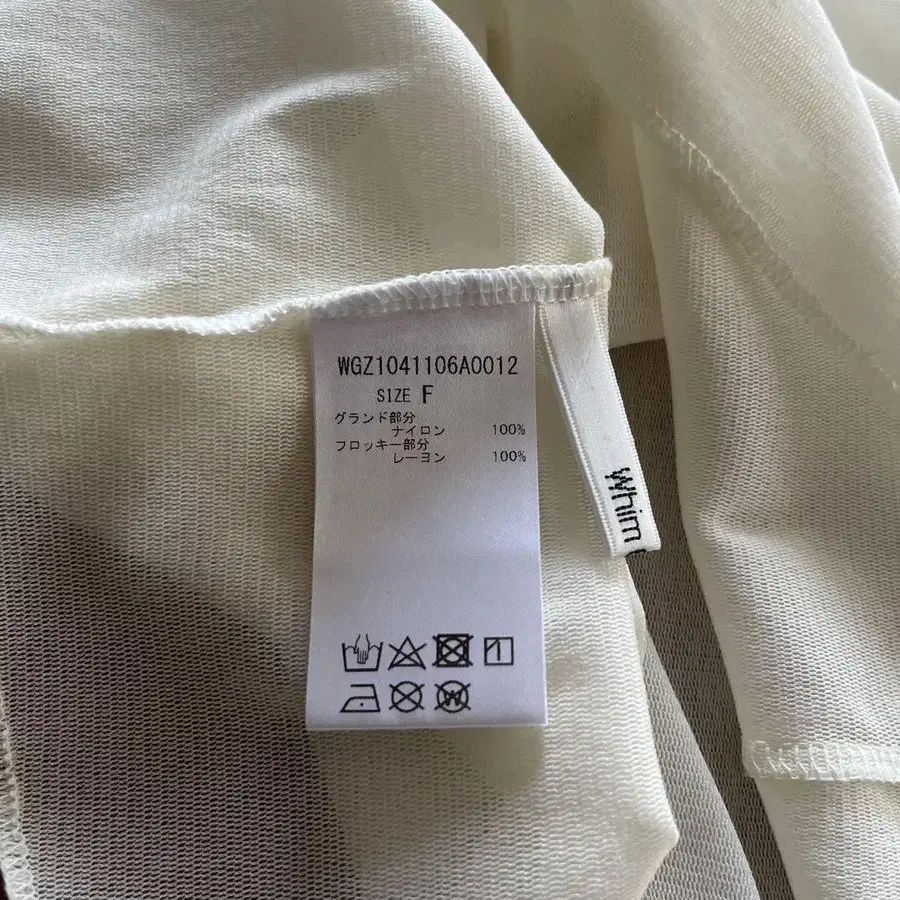 WGZ1041106A0012
SIZE F
グランド部分
ナイロン 100%
フロッキー部分
レーヨン 100%
Whim